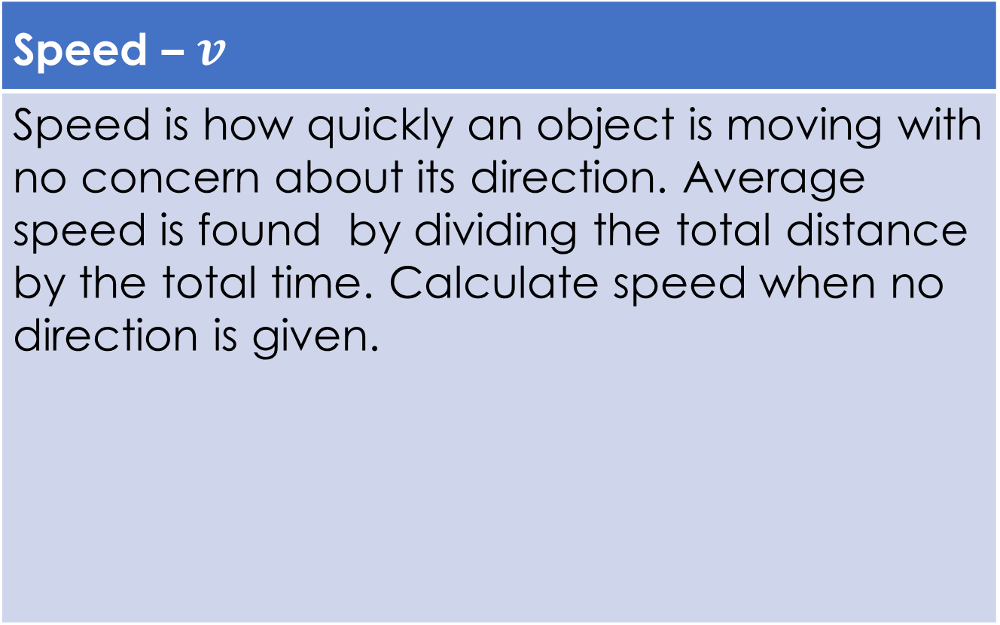 Speed – 𝒗
Speed is how quickly an object is moving with
no concern about its direction. Average
speed is found  by dividing the total distance
by the total time. Calculate speed when no
direction is given.